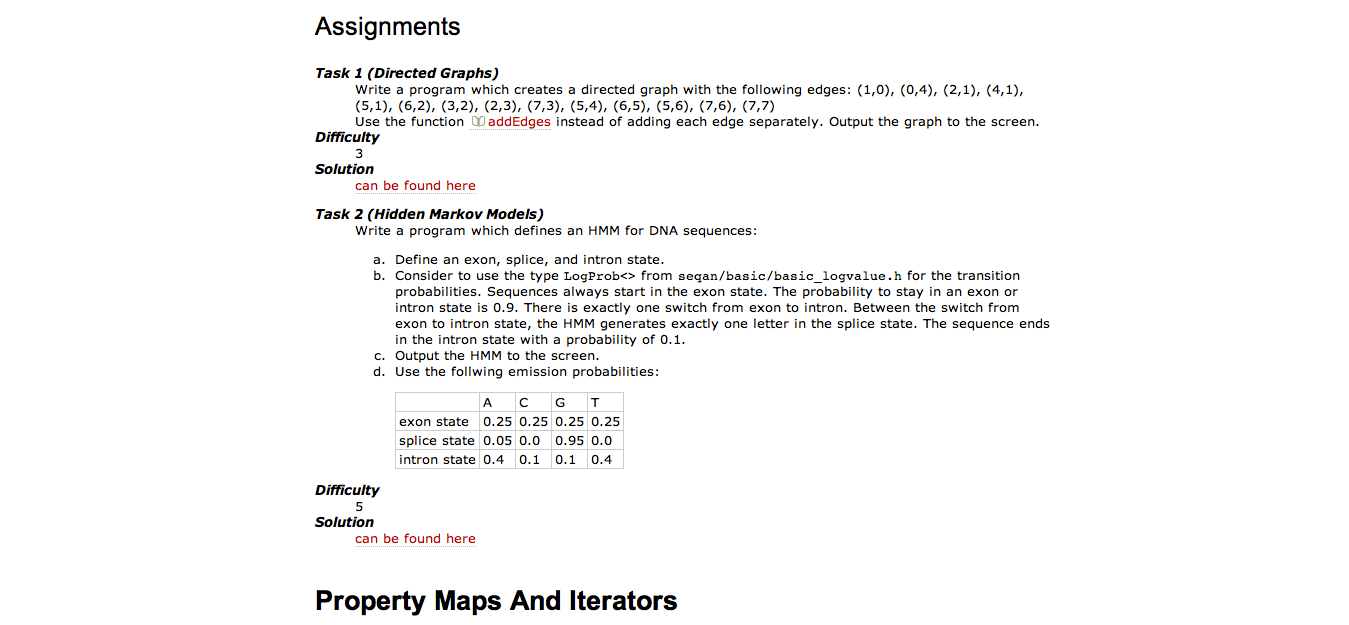 Assignments
Task 1 (Directed Graphs)
Write a program which creates a directed graph with the following edges: (1,0), (0,4), (2,1), (4,1),
(5,1), (6,2), (3,2), (2,3), (7,3), (5,4), (6,5), (5,6), (7,6), (7,7)
Use the function addEdges instead of adding each edge separately. Output the graph to the screen.
Difficulty
3
Solution
can be found here
Task 2 (Hidden Markov Models)
Write a program which defines an HMM for DNA sequences:
a. Define an exon, splice, and intron state.
b. Consider to use the type LogProb<> from seqan/basic/basic_logvalue.h for the transition
probabilities. Sequences always start in the exon state. The probability to stay in an exon or
intron state is 0.9. There is exactly one switch from exon to intron. Between the switch from
exon to intron state, the HMM generates exactly one letter in the splice state. The sequence ends
in the intron state with a probability of 0.1.
c. Output the HMM to the screen.
d. Use the follwing emission probabilities:
A C G T
exon state 0.25 0.25 0.25 0.25
splice state 0.05 0.0 0.95 0.0
intron state 0.4 0.1 0.1 0.4
Difficulty
5
Solution
can be found here
Property Maps And Iterators